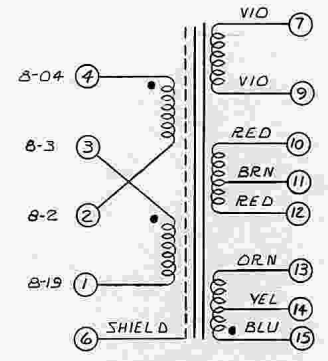 VIO 7
8-04 4
VIO 9
8-3 3
RED 10
BRN 11
8-2 2
RED 12
ORN 13
8-19 1
YEL 14
6 SHIELD
BLU 15